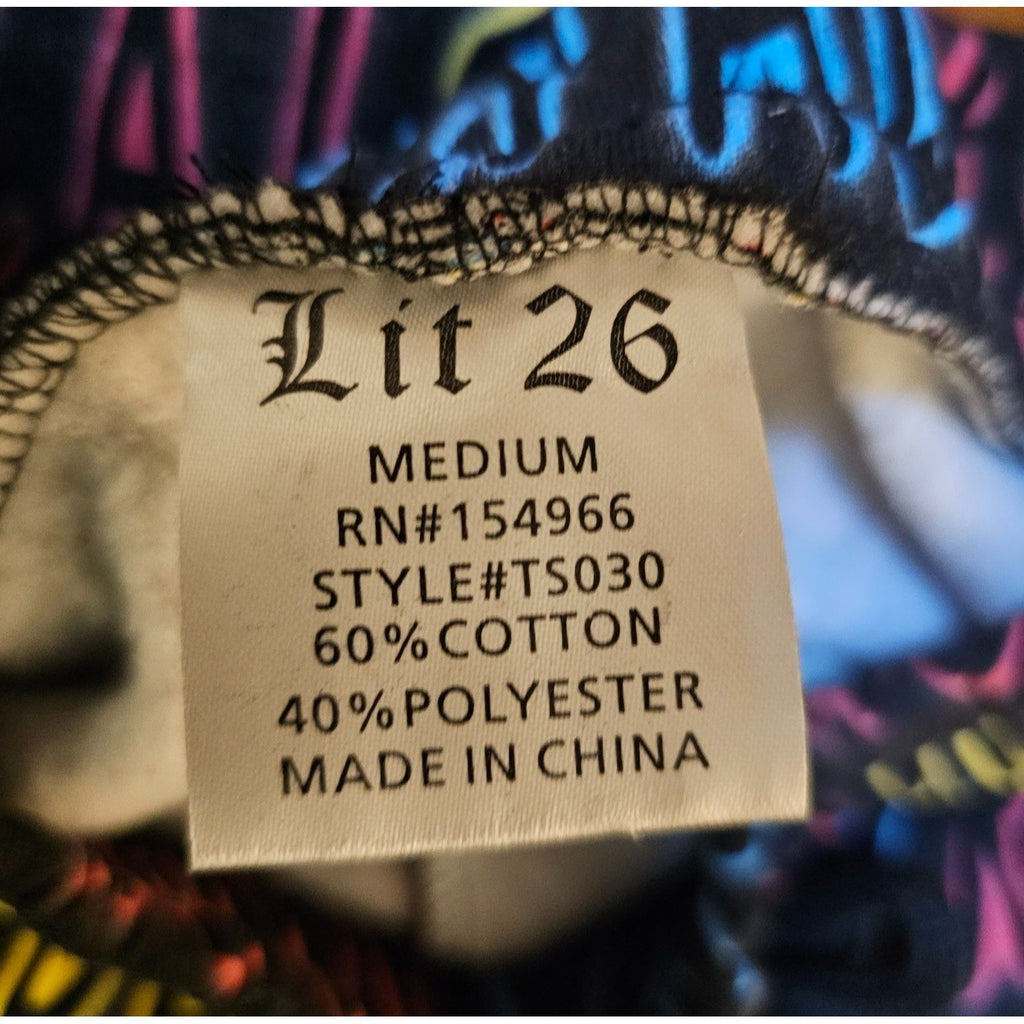 Lit 26
MEDIUM
RN#154966
STYLE#TS030
60%COTTON
40%POLYESTER
MADE IN CHINA